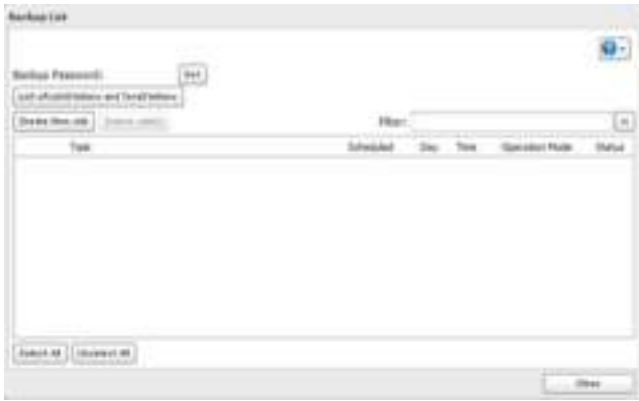 Backup List
Backup Password: Set
Create New Job
Filter:
Task Scheduled Day Time Operation Mode Status
Select All Unselect All
Close